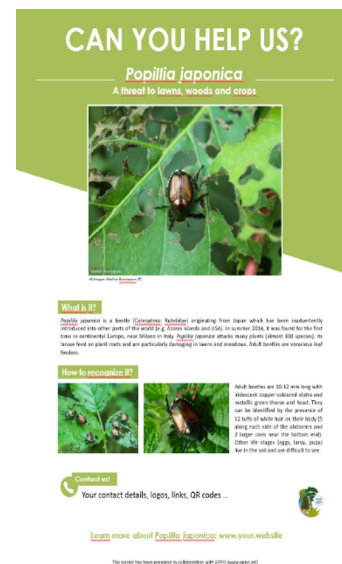 CAN YOU HELP US?
Popillia japonica
A threat to lawns, woods and crops
What is it?
Popillia japonica is a beetle (Coleoptera: Rutelidae) originating from Japan which has been inadvertently
introduced into other parts of the world (e.g. Azores islands and USA). In summer 2014, it was found for the first
time in continental Europe, near Milano in Italy. Popillia japonica attacks many plants (almost 300 species). Its
larvae feed on plant roots and are particularly damaging in lawns and meadows. Adult beetles are voracious leaf
feeders.
How to recognize it?
Adult beetles are 10-12 mm long with
iridescent copper-coloured elytra and
metallic green thorax and head. They
can be identified by the presence of
12 tufts of white hair on their body (5
along each side of the abdomen and
2 larger ones near the bottom end).
Other life stages (eggs, larva, pupa)
live in the soil and are difficult to see.
Contact us!
Your contact details, logos, links, QR codes ...
Learn more about Popillia japonica: www.your.website
This poster has been prepared in collaboration with EPPO (www.eppo.int)